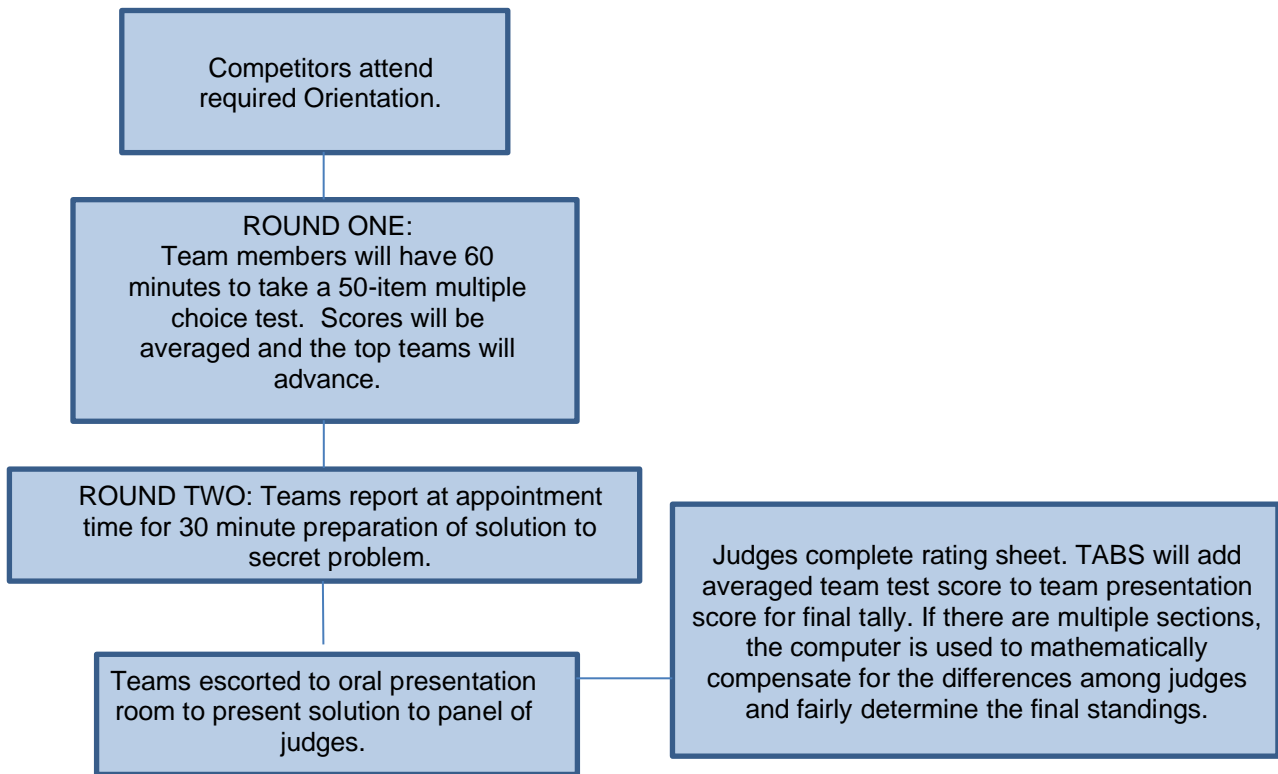 Competitors attend
required Orientation.
ROUND ONE:
Team members will have 60
minutes to take a 50-item multiple
choice test.  Scores will be
averaged and the top teams will
advance.
ROUND TWO: Teams report at appointment
time for 30 minute preparation of solution to
secret problem.
Teams escorted to oral presentation
room to present solution to panel of
judges.
Judges complete rating sheet. TABS will add
averaged team test score to team presentation
score for final tally. If there are multiple sections,
the computer is used to mathematically
compensate for the differences among judges
and fairly determine the final standings.